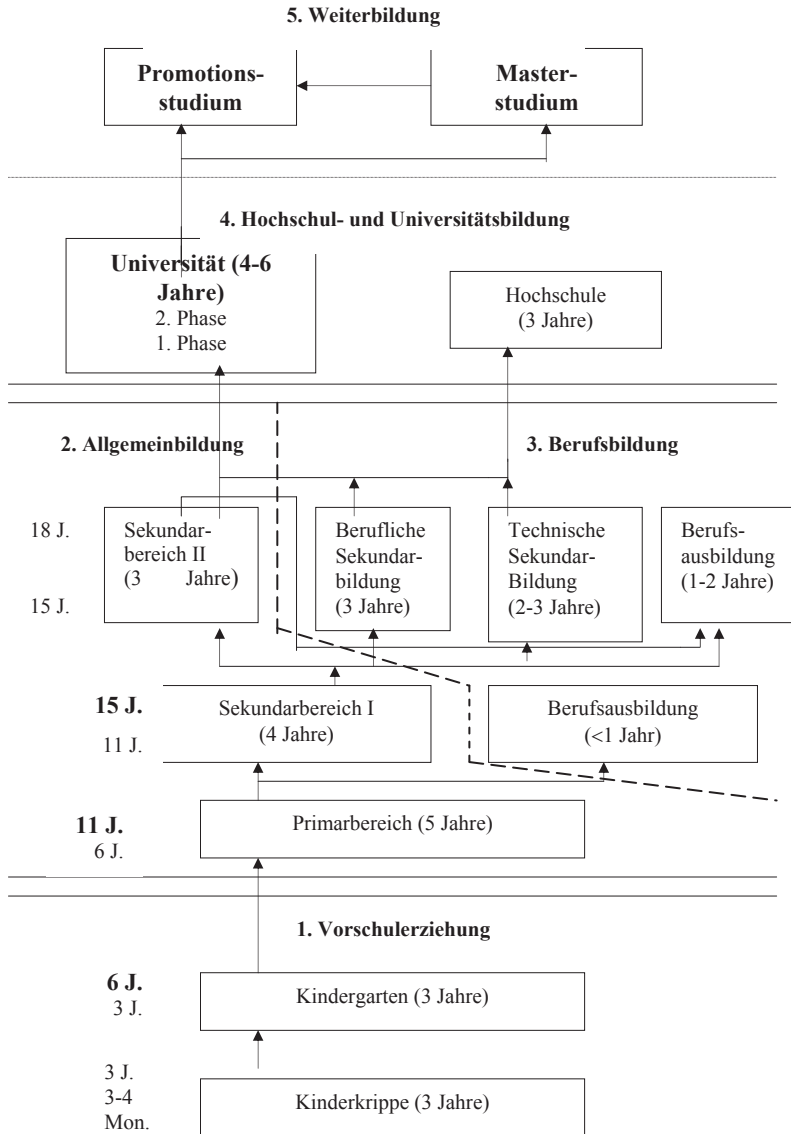 5. Weiterbildung
Promotions-
studium
Master-
studium
4. Hochschul- und Universitätsbildung
Universität (4-6
Jahre)
2. Phase
1. Phase
Hochschule
(3 Jahre)
2. Allgemeinbildung
3. Berufsbildung
18 J.
15 J.
Sekundar-
bereich II
(3 Jahre)
Berufliche
Sekundar-
bildung
(3 Jahre)
Technische
Sekundar-
Bildung
(2-3 Jahre)
Berufs-
ausbildung
(1-2 Jahre)
15 J.
11 J.
Sekundarbereich I
(4 Jahre)
Berufsausbildung
(<1 Jahr)
11 J.
6 J.
Primarbereich (5 Jahre)
1. Vorschulerziehung
6 J.
3 J.
Kindergarten (3 Jahre)
3 J.
3-4
Mon.
Kinderkrippe (3 Jahre)